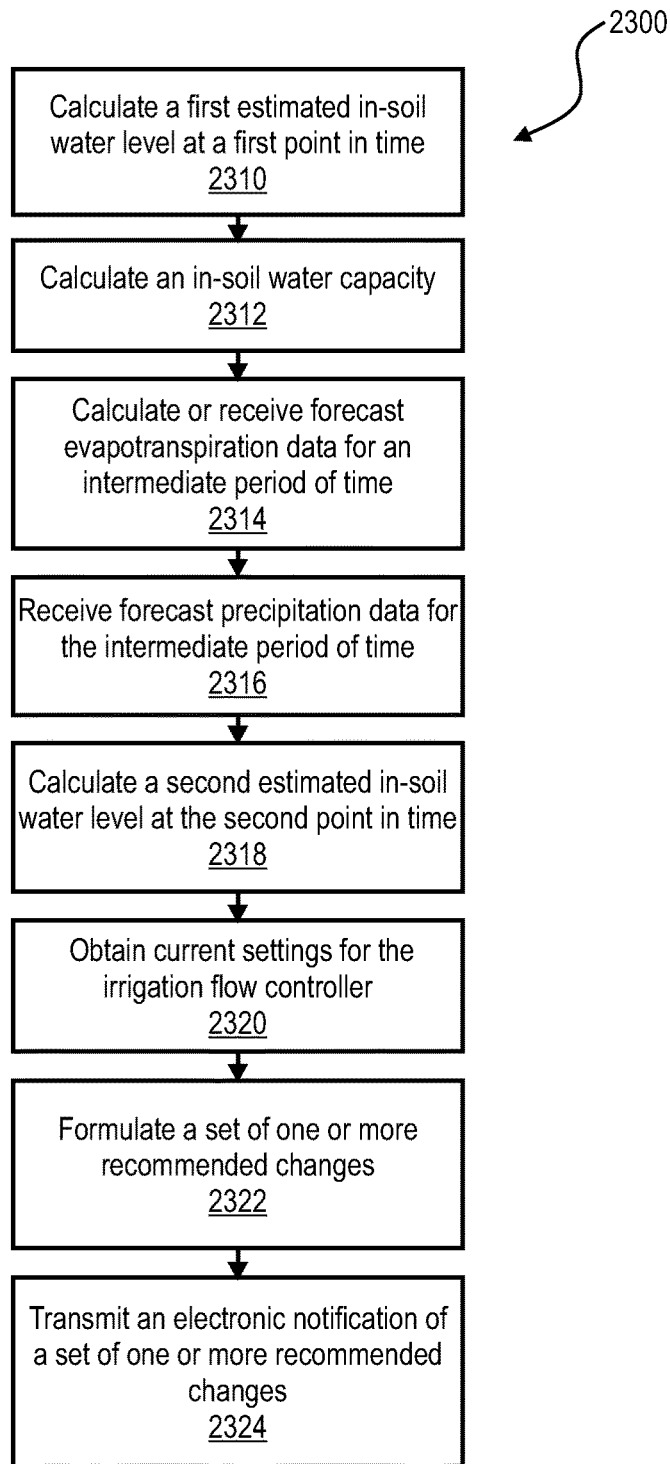 2300
Calculate a first estimated in-soil
water level at a first point in time
2310
Calculate an in-soil water capacity
2312
Calculate or receive forecast
evapotranspiration data for an
intermediate period of time
2314
Receive forecast precipitation data for
the intermediate period of time
2316
Calculate a second estimated in-soil
water level at the second point in time
2318
Obtain current settings for the
irrigation flow controller
2320
Formulate a set of one or more
recommended changes
2322
Transmit an electronic notification of
a set of one or more recommended
changes
2324